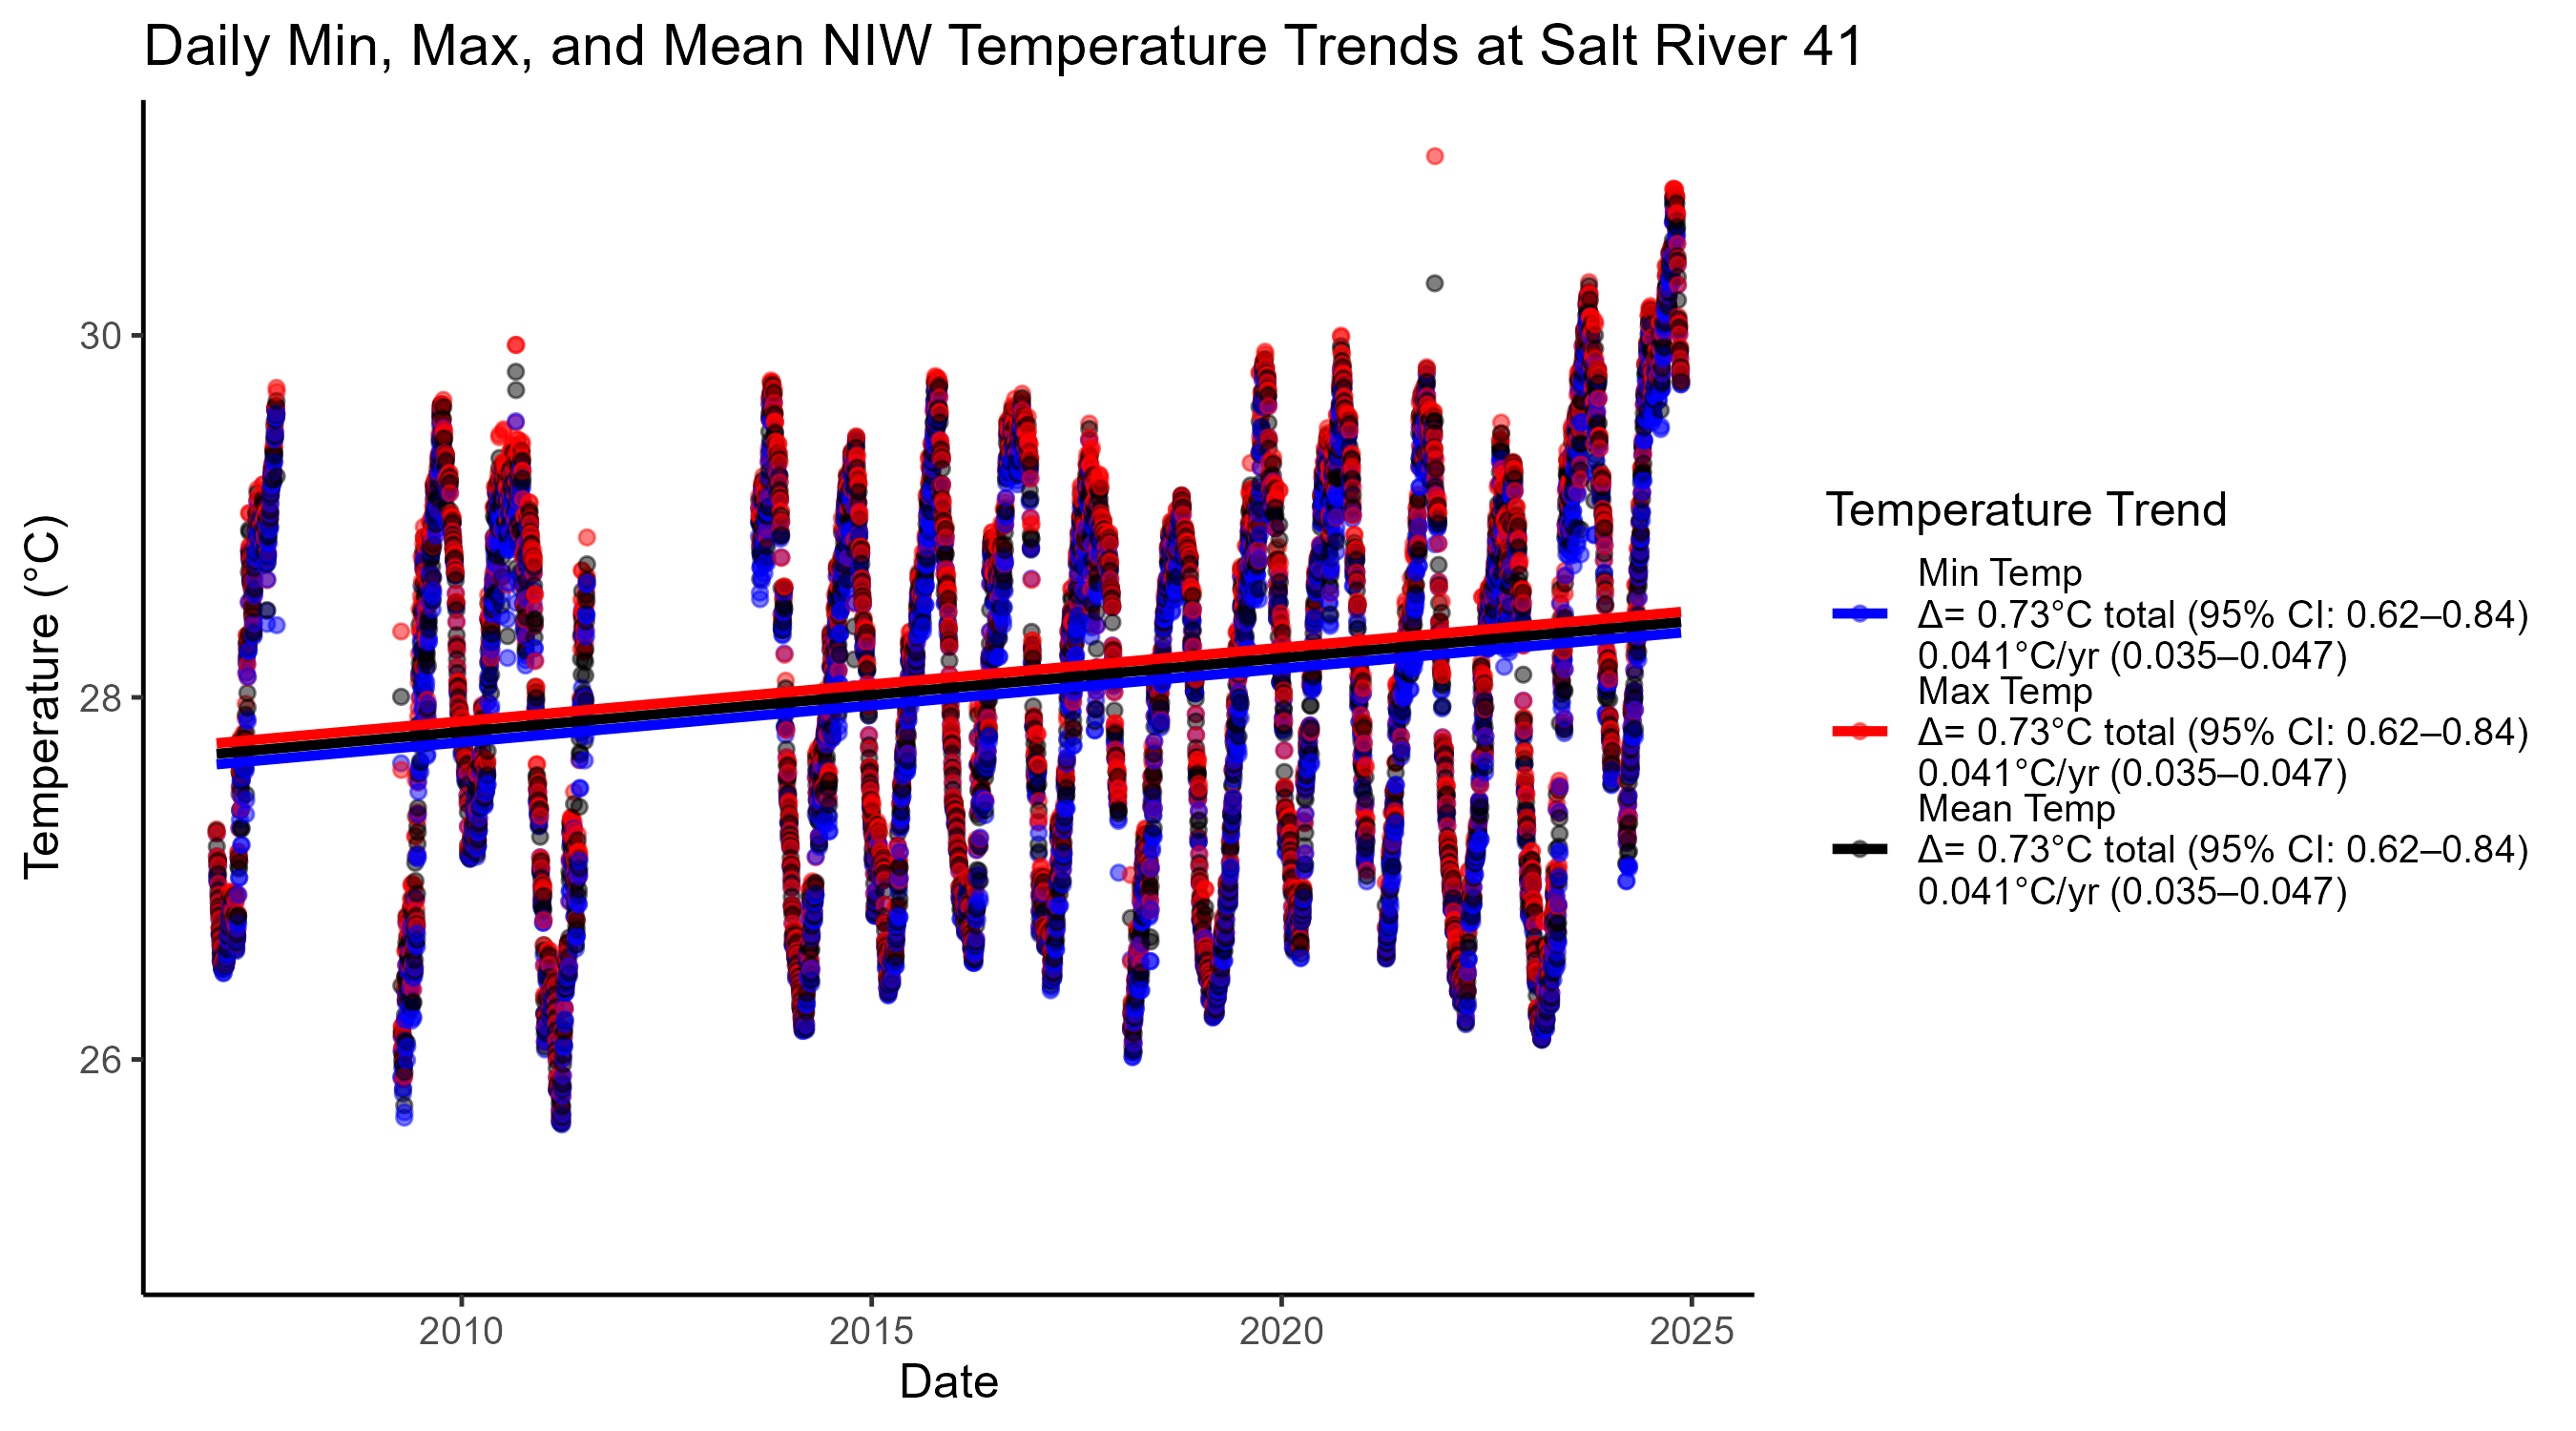 Daily Min, Max, and Mean NIW Temperature Trends at Salt River 41
Temperature (°C)
30
28
26
2010
2015
2020
2025
Date
Temperature Trend
Min Temp
Δ= 0.73°C total (95% CI: 0.62–0.84)
0.041°C/yr (0.035–0.047)
Max Temp
Δ= 0.73°C total (95% CI: 0.62–0.84)
0.041°C/yr (0.035–0.047)
Mean Temp
Δ= 0.73°C total (95% CI: 0.62–0.84)
0.041°C/yr (0.035–0.047)